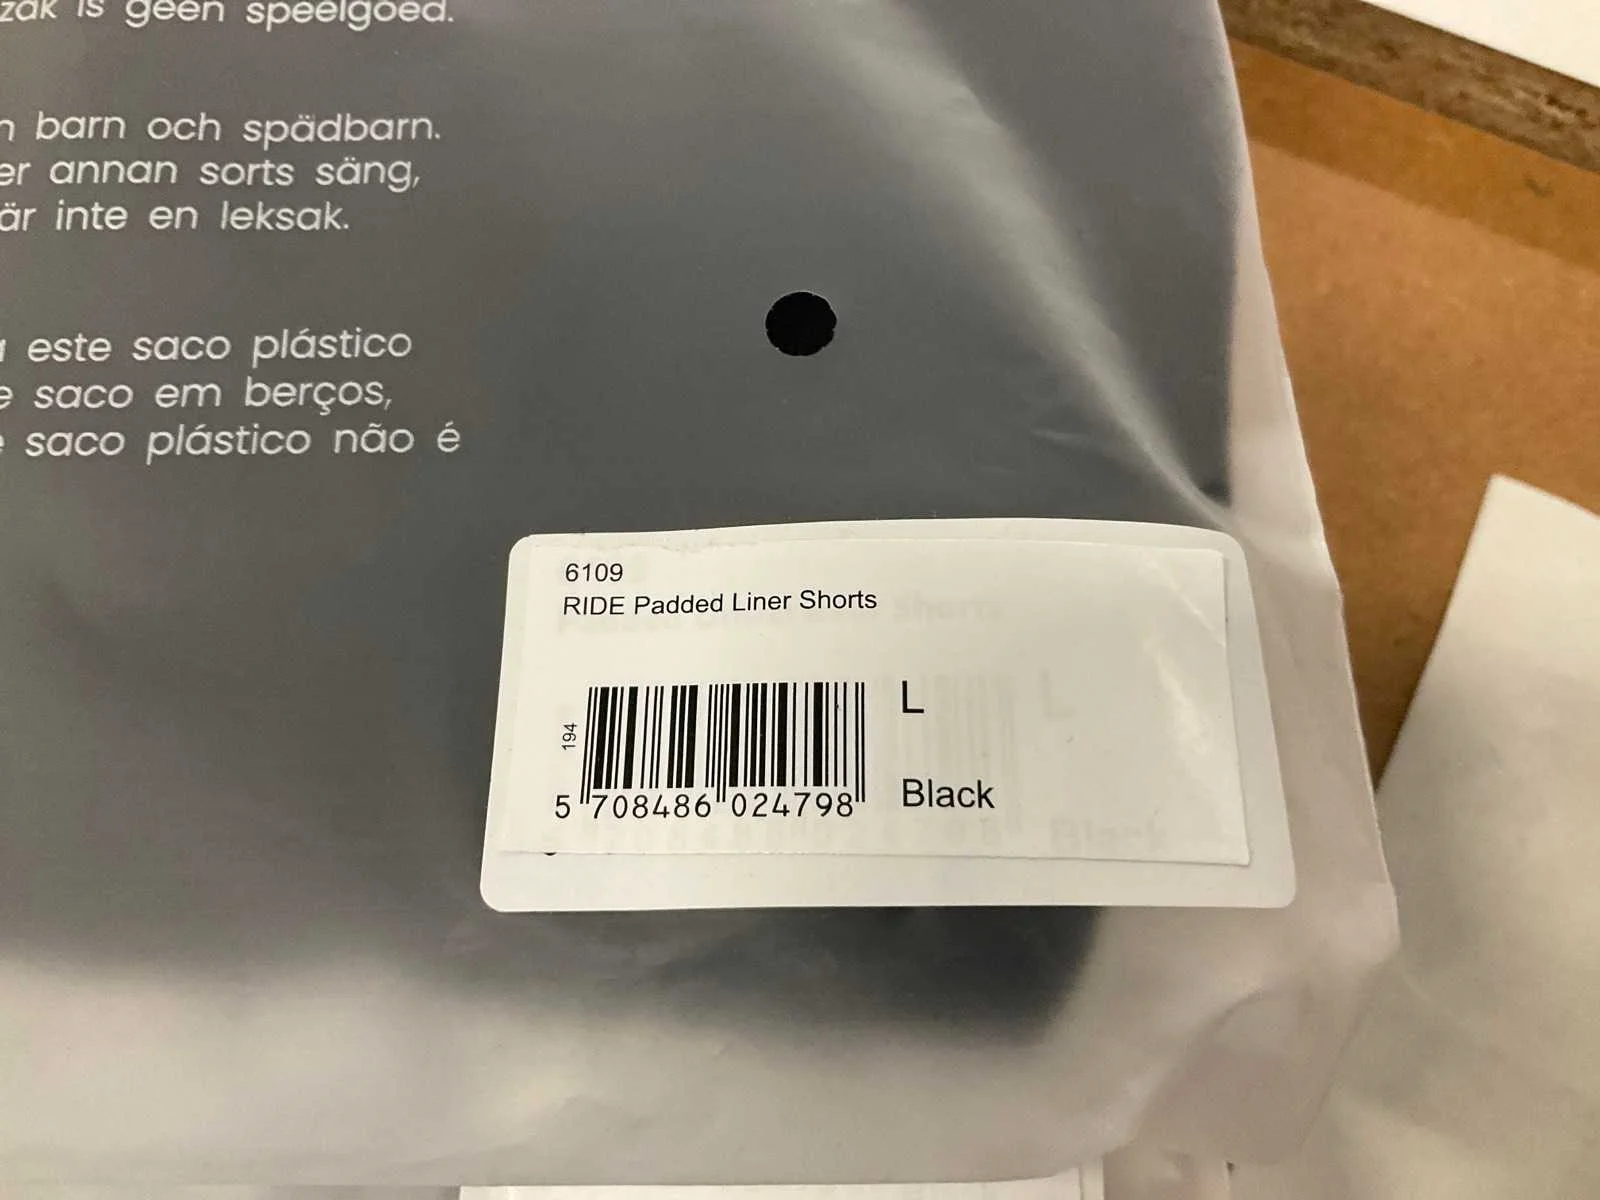 zak is geen speelgoed.
barn och spädbarn.
er annan sorts säng,
är inte en leksak.
este saco plástico
e saco em berços,
saco plástico não é
6109
RIDE Padded Liner Shorts
194
L
5 708486 024798
Black